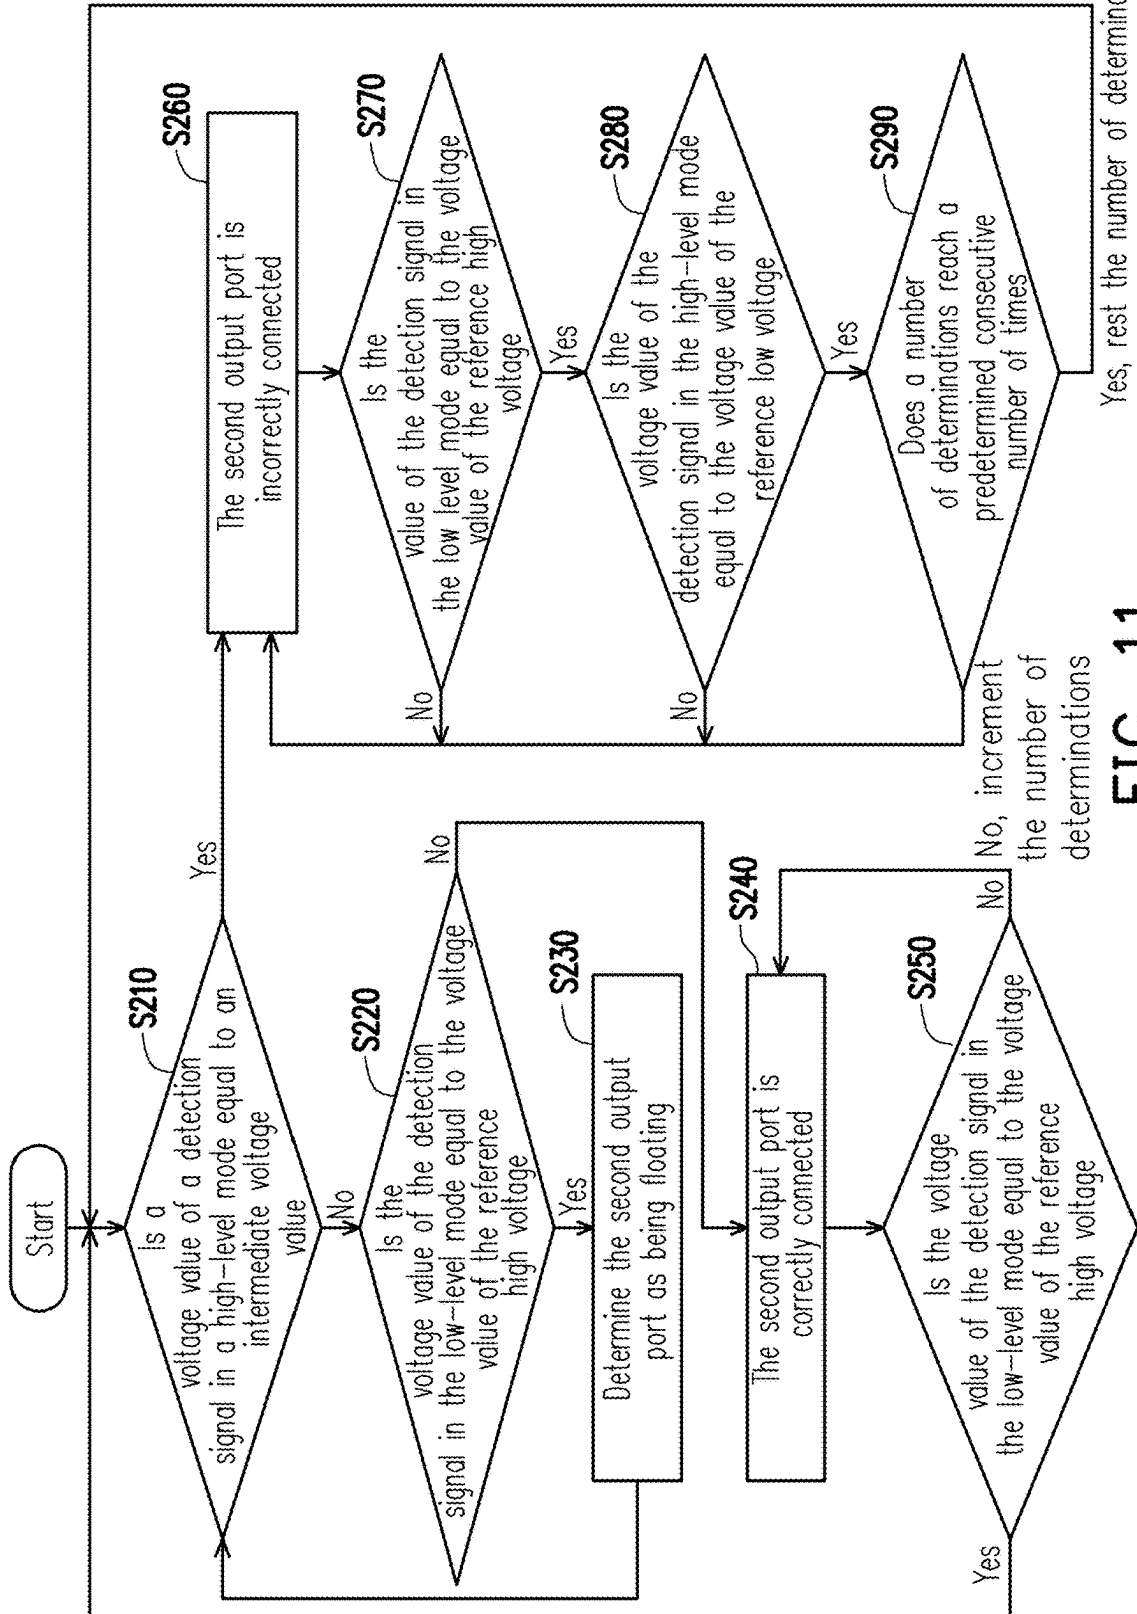 Start
S210
Is a
voltage value of a detection
signal in a high-level mode equal to an
intermediate voltage
value
Yes
No
S220
Is the
voltage value of the detection
signal in the low-level mode equal to the voltage
value of the reference
high voltage
No
Yes
S230
Determine the second output
port as being floating
S240
The second output port is
correctly connected
S250
Is the voltage
value of the detection signal in
the low-level mode equal to the voltage
value of the reference
high voltage
No
Yes
S260
The second output port is
incorrectly connected
S270
Is the
value of the detection signal in
the low level mode equal to the voltage
value of the reference high
voltage
No
Yes
S280
Is the
voltage value of the
detection signal in the high-level mode
equal to the voltage value of the
reference low voltage
No
Yes
S290
Does a number
of determinations reach a
predetermined consecutive
number of times
No, increment
the number of
determinations
Yes, rest the number of
FIG. 11